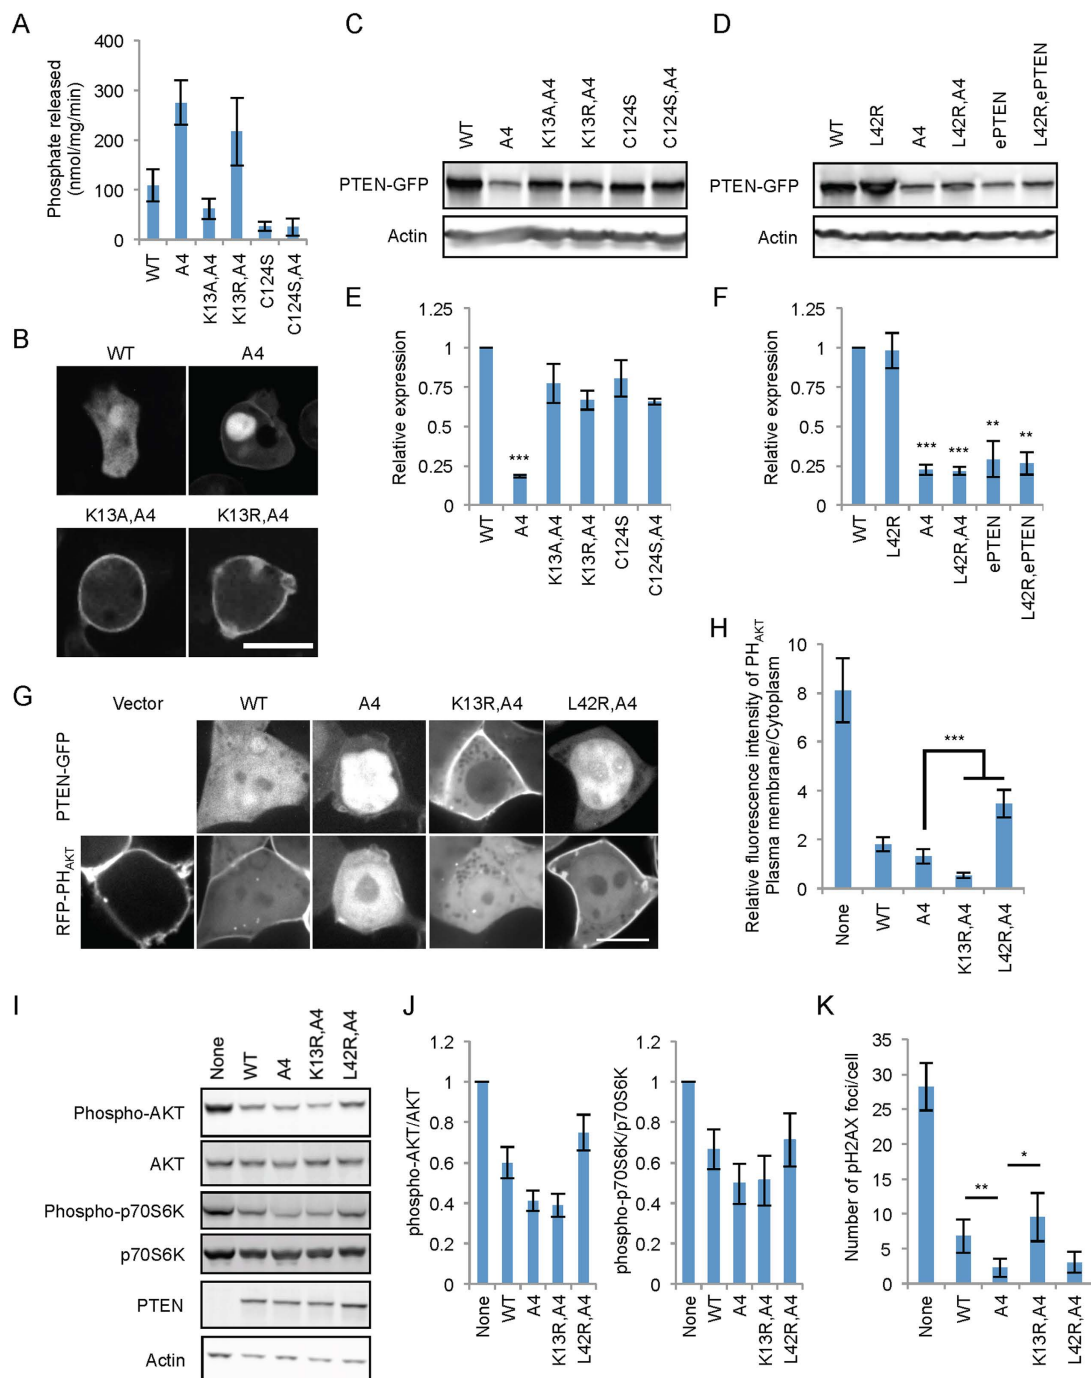 A
Phosphate released
(nmol/mg/min)
400
300
200
100
0
WT
A4
K13A,A4
K13R,A4
C124S
C124S,A4
B
WT
A4
K13A,A4
K13R,A4
C
WT
A4
K13A,A4
K13R,A4
C124S
C124S,A4
PTEN-GFP
Actin
D
WT
L42R
A4
L42R,A4
ePTEN
L42R,ePTEN
PTEN-GFP
Actin
E
Relative expression
1.25
1
0.75
0.5
0.25
0
***
WT
A4
K13A,A4
K13R,A4
C124S
C124S,A4
F
Relative expression
1.25
1
0.75
0.5
0.25
0
***
***
**
**
WT
L42R
A4
L42R,A4
ePTEN
L42R,ePTEN
G
Vector
WT
A4
K13R,A4
L42R,A4
PTEN-GFP
RFP-PHAKT
H
Relative fluorescence intensity of PHAKT
Plasma membrane/Cytoplasm
10
8
6
4
2
0
***
None
WT
A4
K13R,A4
L42R,A4
I
None
WT
A4
K13R,A4
L42R,A4
Phospho-AKT
AKT
Phospho-p70S6K
p70S6K
PTEN
Actin
J
phospho-AKT/AKT
1.2
1
0.8
0.6
0.4
0.2
0
None
WT
A4
K13R,A4
L42R,A4
phospho-p70S6K/p70S6K
1.2
1
0.8
0.6
0.4
0.2
0
None
WT
A4
K13R,A4
L42R,A4
K
Number of pH2AX foci/cell
35
30
25
20
15
10
5
0
**
*
None
WT
A4
K13R,A4
L42R,A4